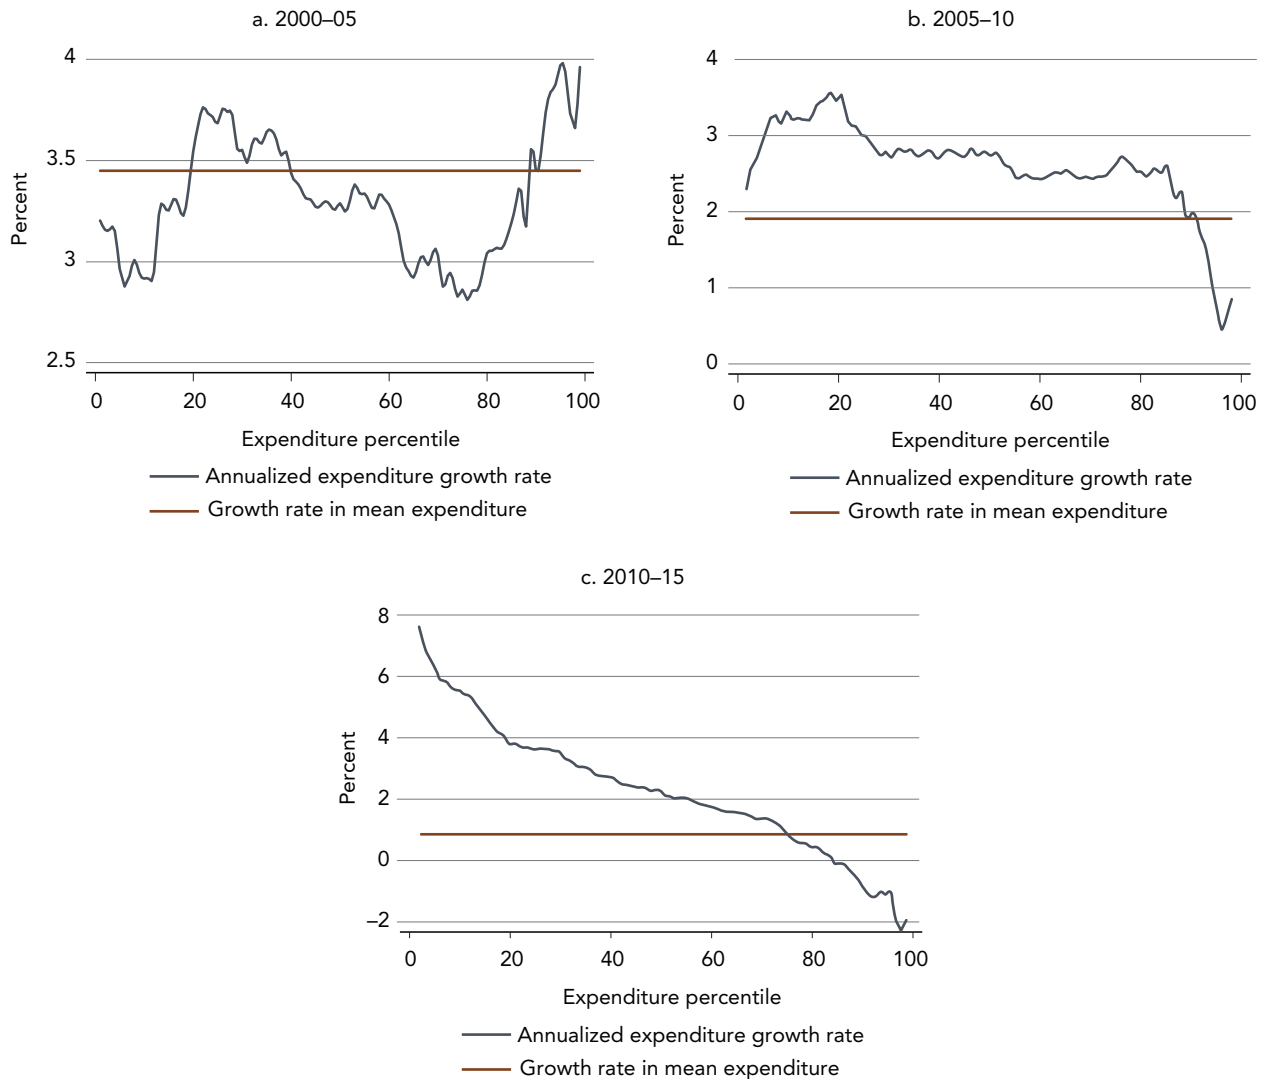 a. 2000–05
4
3.5
3
2.5
Percent
0 20 40 60 80 100
Expenditure percentile
Annualized expenditure growth rate
Growth rate in mean expenditure
b. 2005–10
4
3
2
1
0
Percent
0 20 40 60 80 100
Expenditure percentile
Annualized expenditure growth rate
Growth rate in mean expenditure
c. 2010–15
8
6
4
2
0
–2
Percent
0 20 40 60 80 100
Expenditure percentile
Annualized expenditure growth rate
Growth rate in mean expenditure